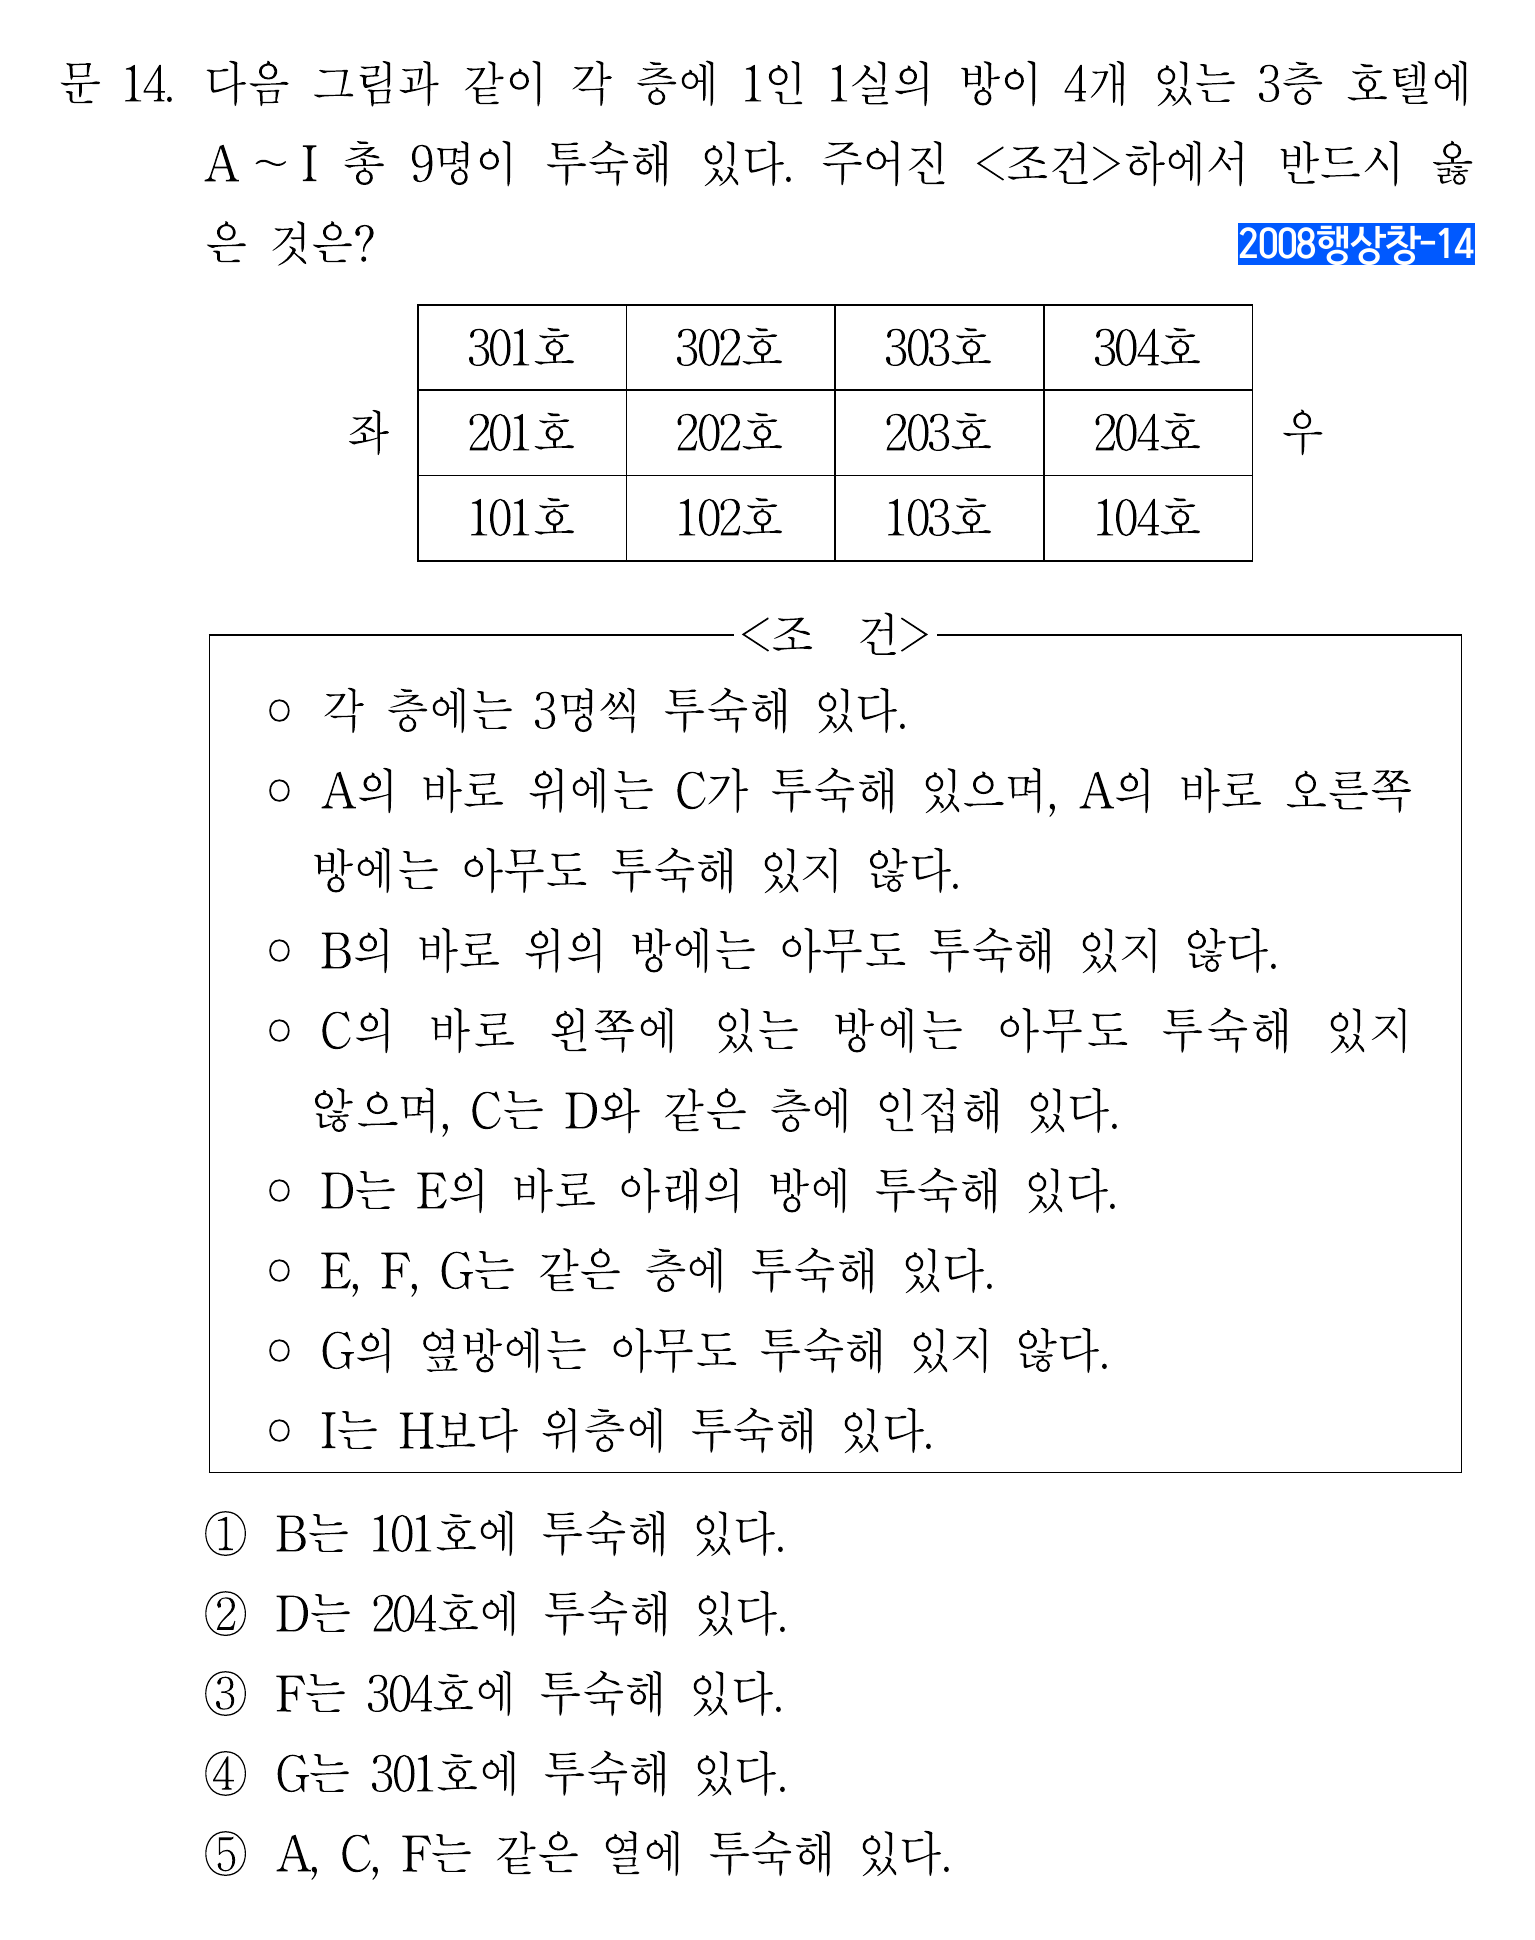 문 14. 다음 그림과 같이 각 층에 1인 1실의 방이 4개 있는 3층 호텔에
A ~ I 총 9명이 투숙해 있다. 주어진 <조건>하에서 반드시 옳
은 것은?
2008행상창-14
301호 302호 303호 304호
좌 201호 202호 203호 204호 우
101호 102호 103호 104호
<조 건>
○ 각 층에는 3명씩 투숙해 있다.
○ A의 바로 위에는 C가 투숙해 있으며, A의 바로 오른쪽
방에는 아무도 투숙해 있지 않다.
○ B의 바로 위의 방에는 아무도 투숙해 있지 않다.
○ C의 바로 왼쪽에 있는 방에는 아무도 투숙해 있지
않으며, C는 D와 같은 층에 인접해 있다.
○ D는 E의 바로 아래의 방에 투숙해 있다.
○ E, F, G는 같은 층에 투숙해 있다.
○ G의 옆방에는 아무도 투숙해 있지 않다.
○ I는 H보다 위층에 투숙해 있다.
① B는 101호에 투숙해 있다.
② D는 204호에 투숙해 있다.
③ F는 304호에 투숙해 있다.
④ G는 301호에 투숙해 있다.
⑤ A, C, F는 같은 열에 투숙해 있다.